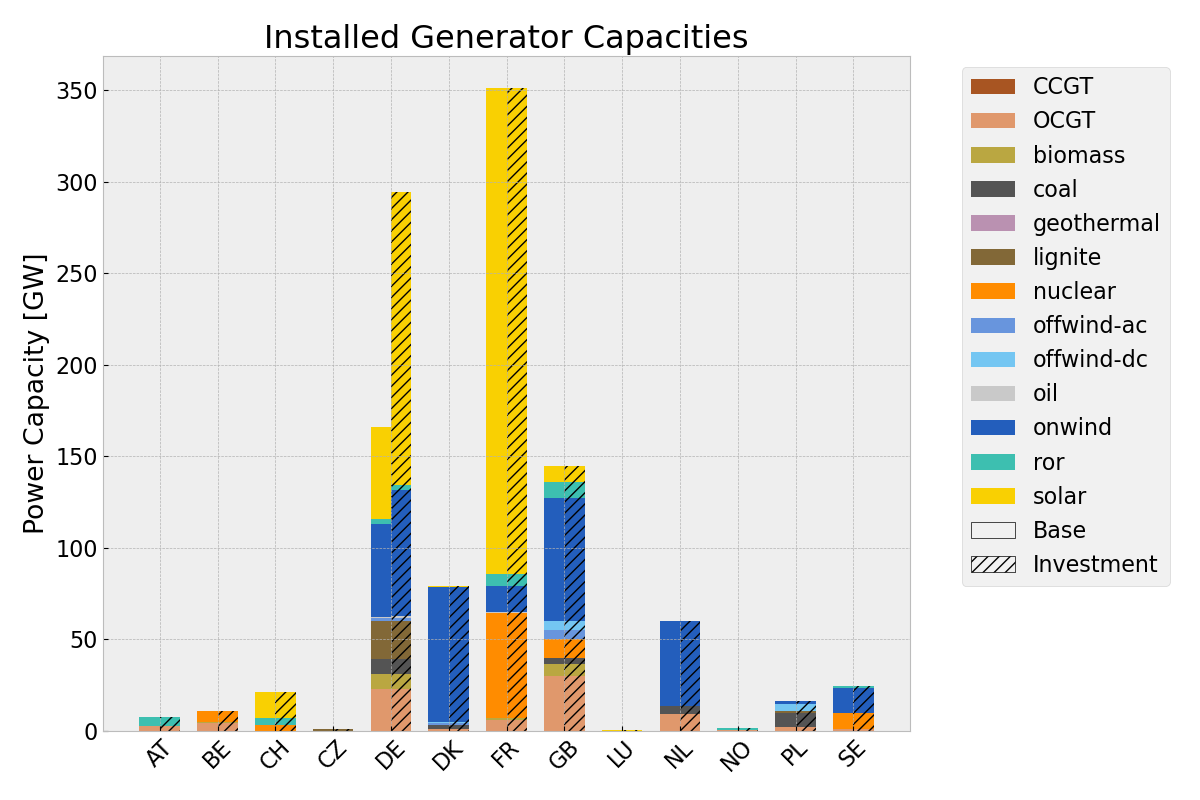 Installed Generator Capacities
Power Capacity [GW]
350
300
250
200
150
100
50
0
AT BE CH CZ DE DK FR GB LU NL NO PL SE
CCGT
OCGT
biomass
coal
geothermal
lignite
nuclear
offwind-ac
offwind-dc
oil
onwind
ror
solar
Base
Investment